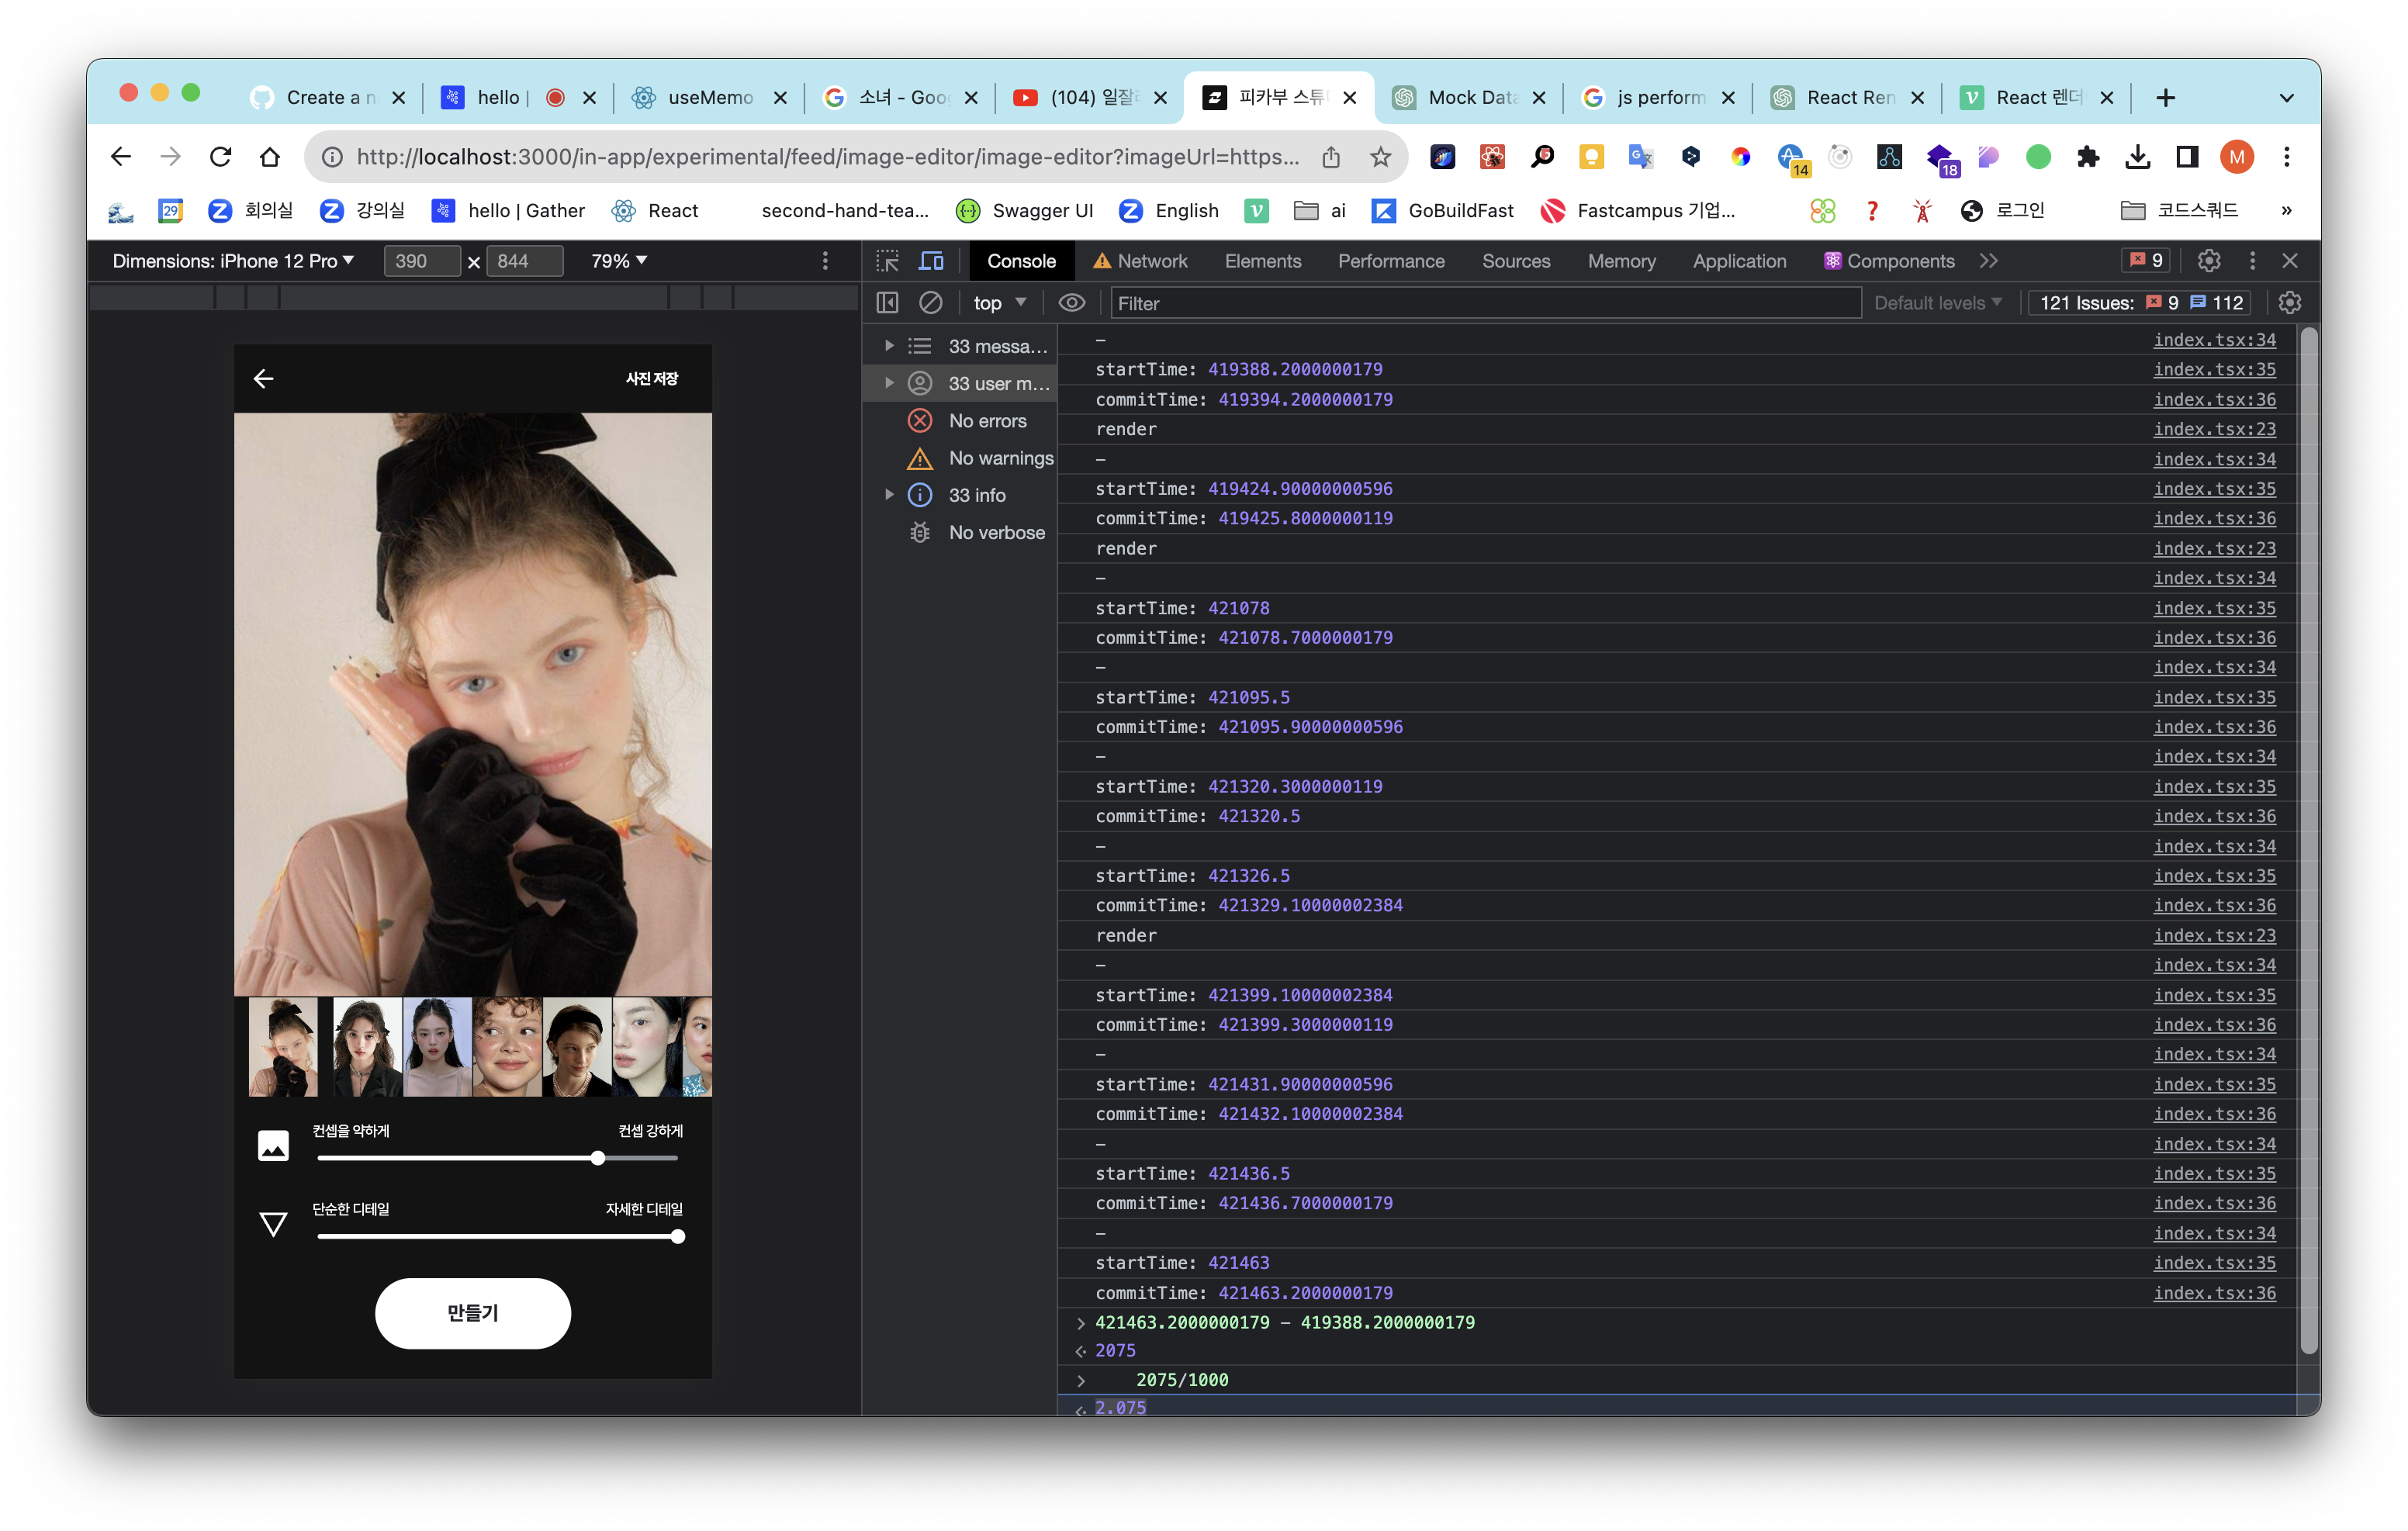 Create a n
hello |
useMemo
소녀 - Goo
(104) 일잘
피카부 스튜
Mock Data
js perform
React Ren
React 렌더
http://localhost:3000/in-app/experimental/feed/image-editor/image-editor?imageUrl=https...
14
18
M
29
회의실
강의실
hello | Gather
React
second-hand-tea...
Swagger UI
English
ai
GoBuildFast
Fastcampus 기업...
로그인
코드스쿼드
»
Dimensions: iPhone 12 Pro
390 × 844
79%
Console
Network
Elements
Performance
Sources
Memory
Application
Components
9
top
Filter
Default levels
121 Issues: 9 112
33 messa...
33 user m...
No errors
No warnings
33 info
No verbose
사진 저장
컨셉을 약하게
컨셉 강하게
단순한 디테일
자세한 디테일
만들기
– index.tsx:34
startTime: 419388.2000000179 index.tsx:35
commitTime: 419394.2000000179 index.tsx:36
render index.tsx:23
– index.tsx:34
startTime: 419424.90000000596 index.tsx:35
commitTime: 419425.8000000119 index.tsx:36
render index.tsx:23
– index.tsx:34
startTime: 421078 index.tsx:35
commitTime: 421078.7000000179 index.tsx:36
– index.tsx:34
startTime: 421095.5 index.tsx:35
commitTime: 421095.90000000596 index.tsx:36
– index.tsx:34
startTime: 421320.3000000119 index.tsx:35
commitTime: 421320.5 index.tsx:36
– index.tsx:34
startTime: 421326.5 index.tsx:35
commitTime: 421329.10000002384 index.tsx:36
render index.tsx:23
– index.tsx:34
startTime: 421399.10000002384 index.tsx:35
commitTime: 421399.3000000119 index.tsx:36
– index.tsx:34
startTime: 421431.90000000596 index.tsx:35
commitTime: 421432.10000002384 index.tsx:36
– index.tsx:34
startTime: 421436.5 index.tsx:35
commitTime: 421436.7000000179 index.tsx:36
– index.tsx:34
startTime: 421463 index.tsx:35
commitTime: 421463.2000000179 index.tsx:36
421463.2000000179 – 419388.2000000179
2075
2075/1000
2.075